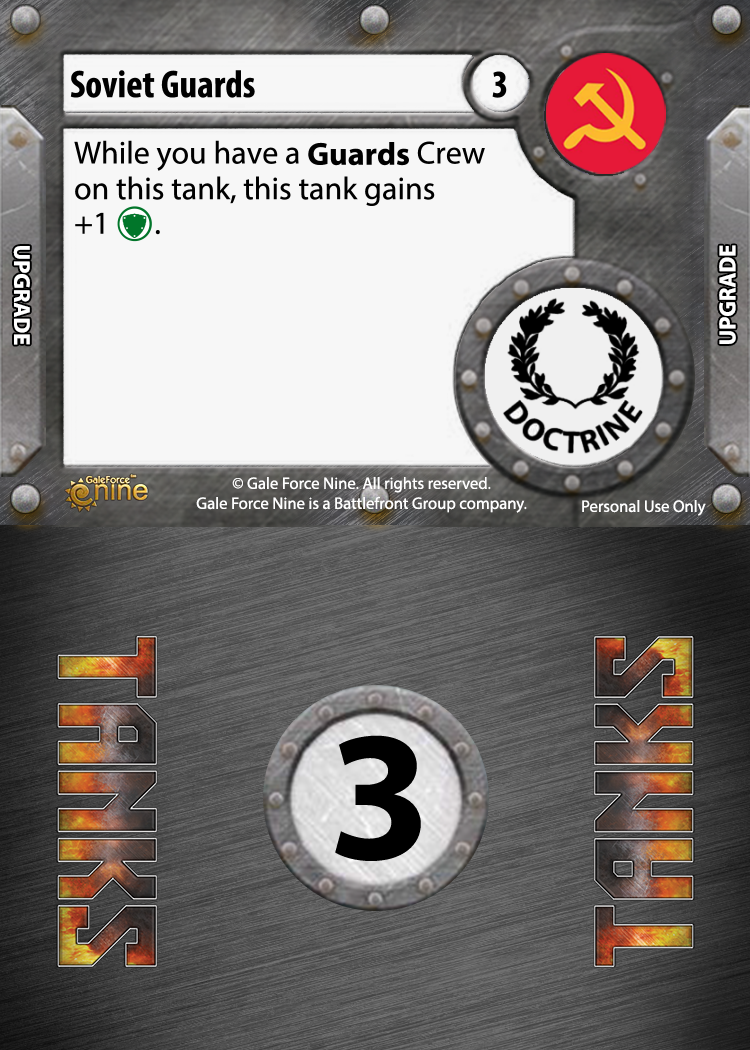 Soviet Guards
3
While you have a Guards Crew
on this tank, this tank gains
+1 .
UPGRADE
UPGRADE
DOCTRINE
GaleForce™
nine
© Gale Force Nine. All rights reserved.
Gale Force Nine is a Battlefront Group company.
Personal Use Only
TANKS
3
TANKS